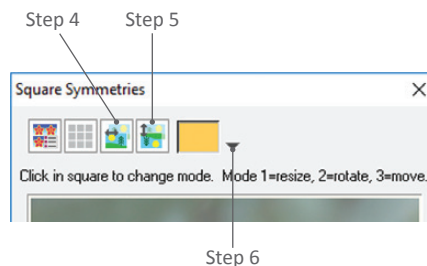 Step 4 Step 5
Square Symmetries
Click in square to change mode. Mode 1=resize, 2=rotate, 3=move.
Step 6